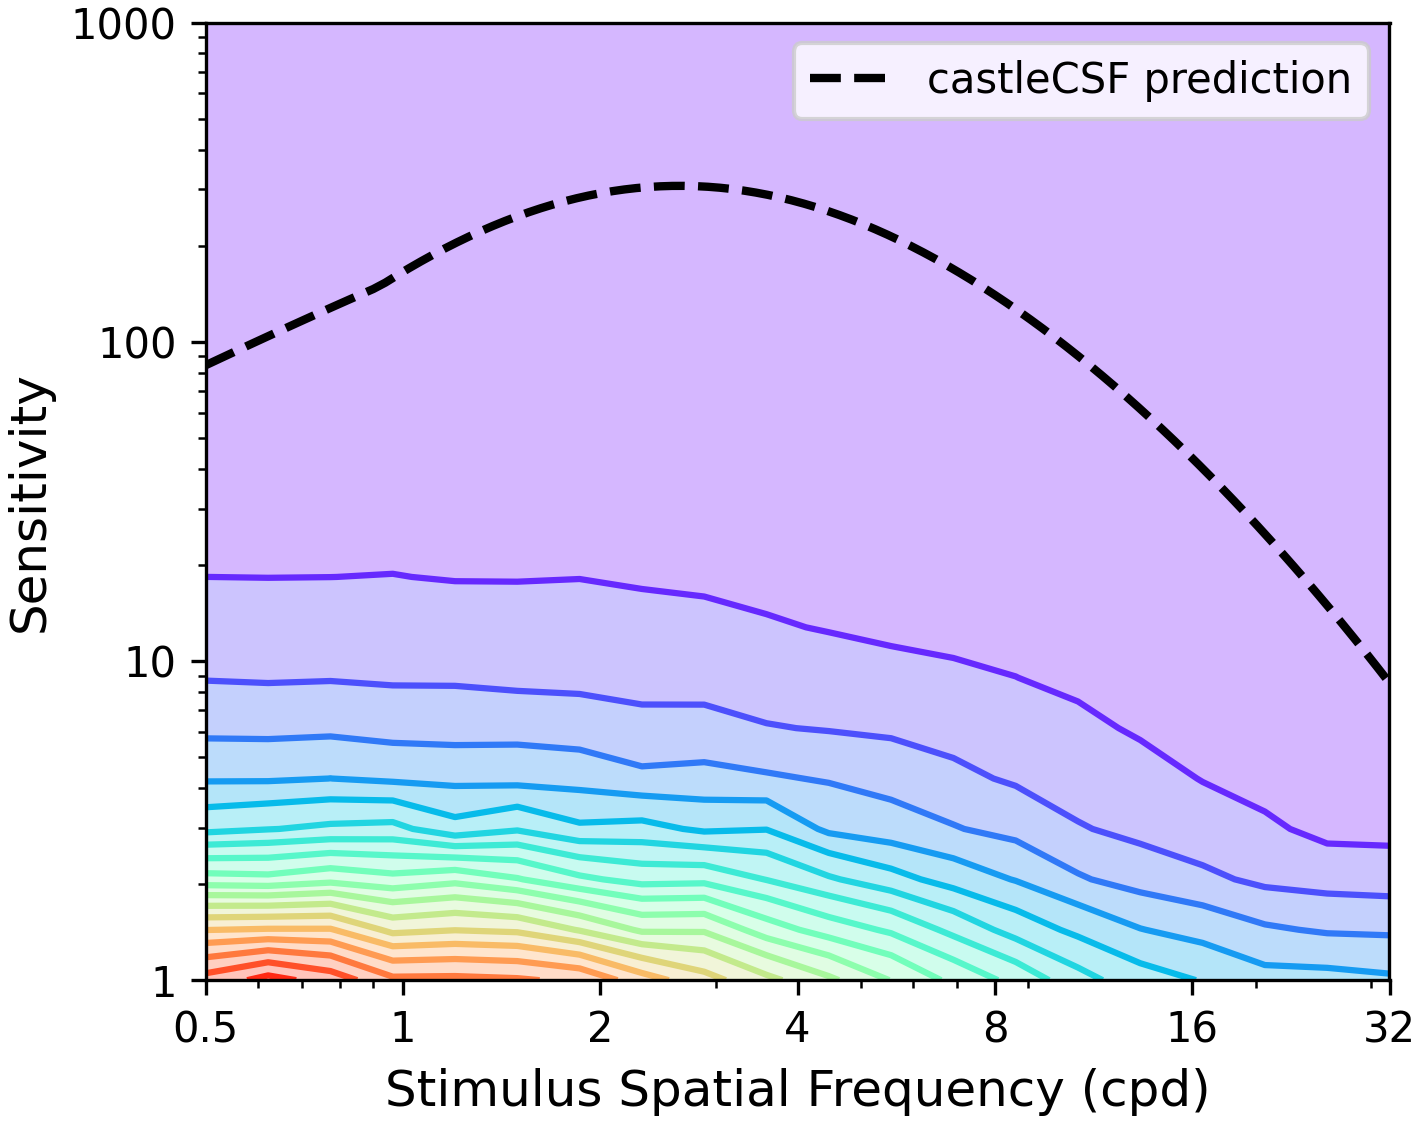 1000
castleCSF prediction
100
Sensitivity
10
1
0.5 1 2 4 8 16 32
Stimulus Spatial Frequency (cpd)